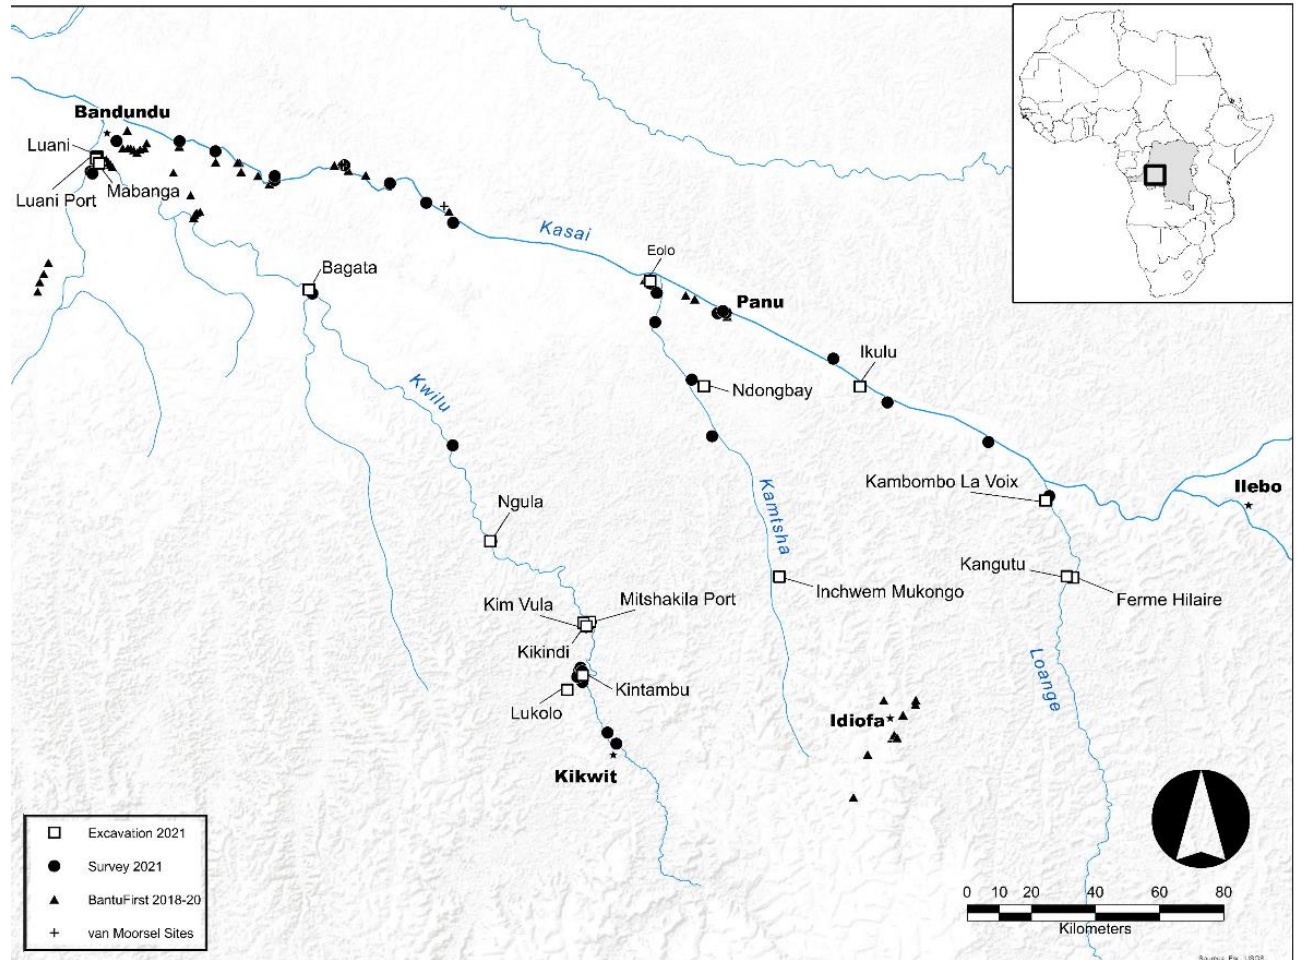 Bandundu
Luani
Luani Port
Mabanga
Kasai
Eolo
Bagata
Panu
Ikulu
Kwilu
Ndongbay
Kamtsha
Kambombo La Voix
Ilebo
Ngula
Kangutu
Inchwem Mukongo
Ferme Hilaire
Kim Vula
Mitshakila Port
Kikindi
Kintambu
Loange
Lukolo
Idiofa
Kikwit
Excavation 2021
Survey 2021
BantuFirst 2018-20
van Moorsel Sites
0 10 20 40 60 80
Kilometers
USGS